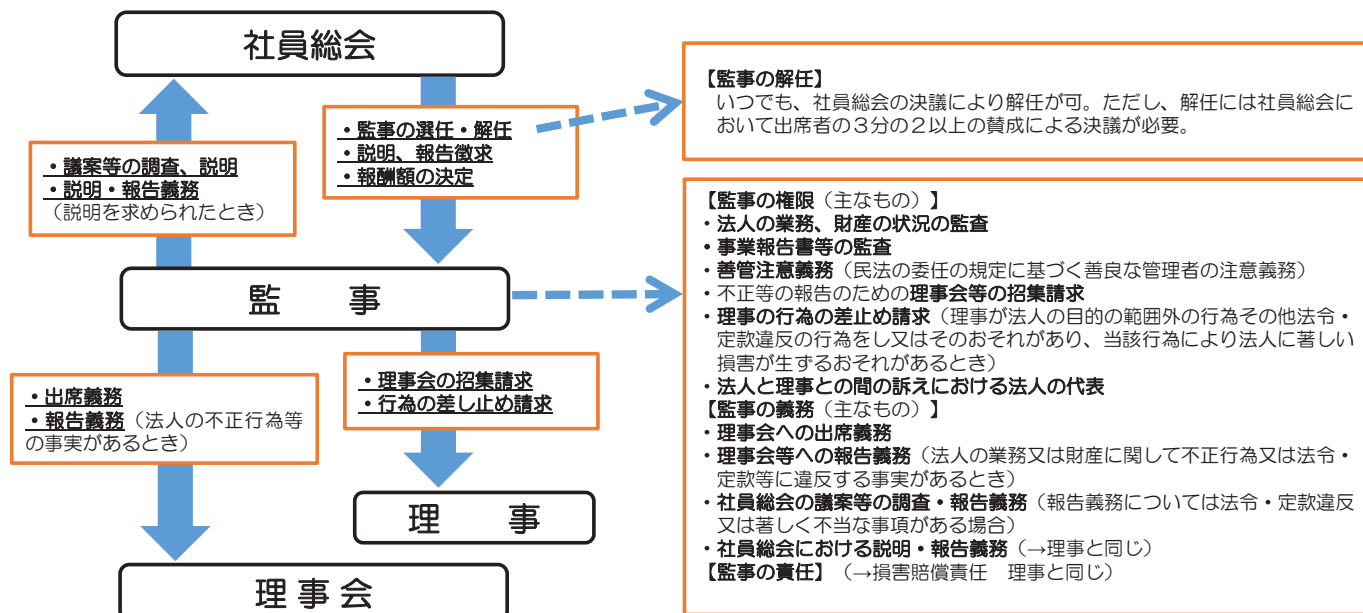 社員総会
・議案等の調査、説明
・説明・報告義務
（説明を求められたとき）
・監事の選任・解任
・説明、報告徴求
・報酬額の決定
監　事
・出席義務
・報告義務（法人の不正行為等
の事実があるとき）
・理事会の招集請求
・行為の差し止め請求
理　事
理事会
【監事の解任】
いつでも、社員総会の決議により解任が可。ただし、解任には社員総会に
おいて出席者の３分の２以上の賛成による決議が必要。
【監事の権限（主なもの）】
・法人の業務、財産の状況の監査
・事業報告書等の監査
・善管注意義務（民法の委任の規定に基づく善良な管理者の注意義務）
・不正等の報告のための理事会等の招集請求
・理事の行為の差止め請求（理事が法人の目的の範囲外の行為その他法令・
定款違反の行為をし又はそのおそれがあり、当該行為により法人に著しい
損害が生ずるおそれがあるとき）
・法人と理事との間の訴えにおける法人の代表
【監事の義務（主なもの）】
・理事会への出席義務
・理事会等への報告義務（法人の業務又は財産に関して不正行為又は法令・
定款等に違反する事実があるとき）
・社員総会の議案等の調査・報告義務（報告義務については法令・定款違反
又は著しく不当な事項がある場合）
・社員総会における説明・報告義務（→理事と同じ）
【監事の責任】（→損害賠償責任　理事と同じ）